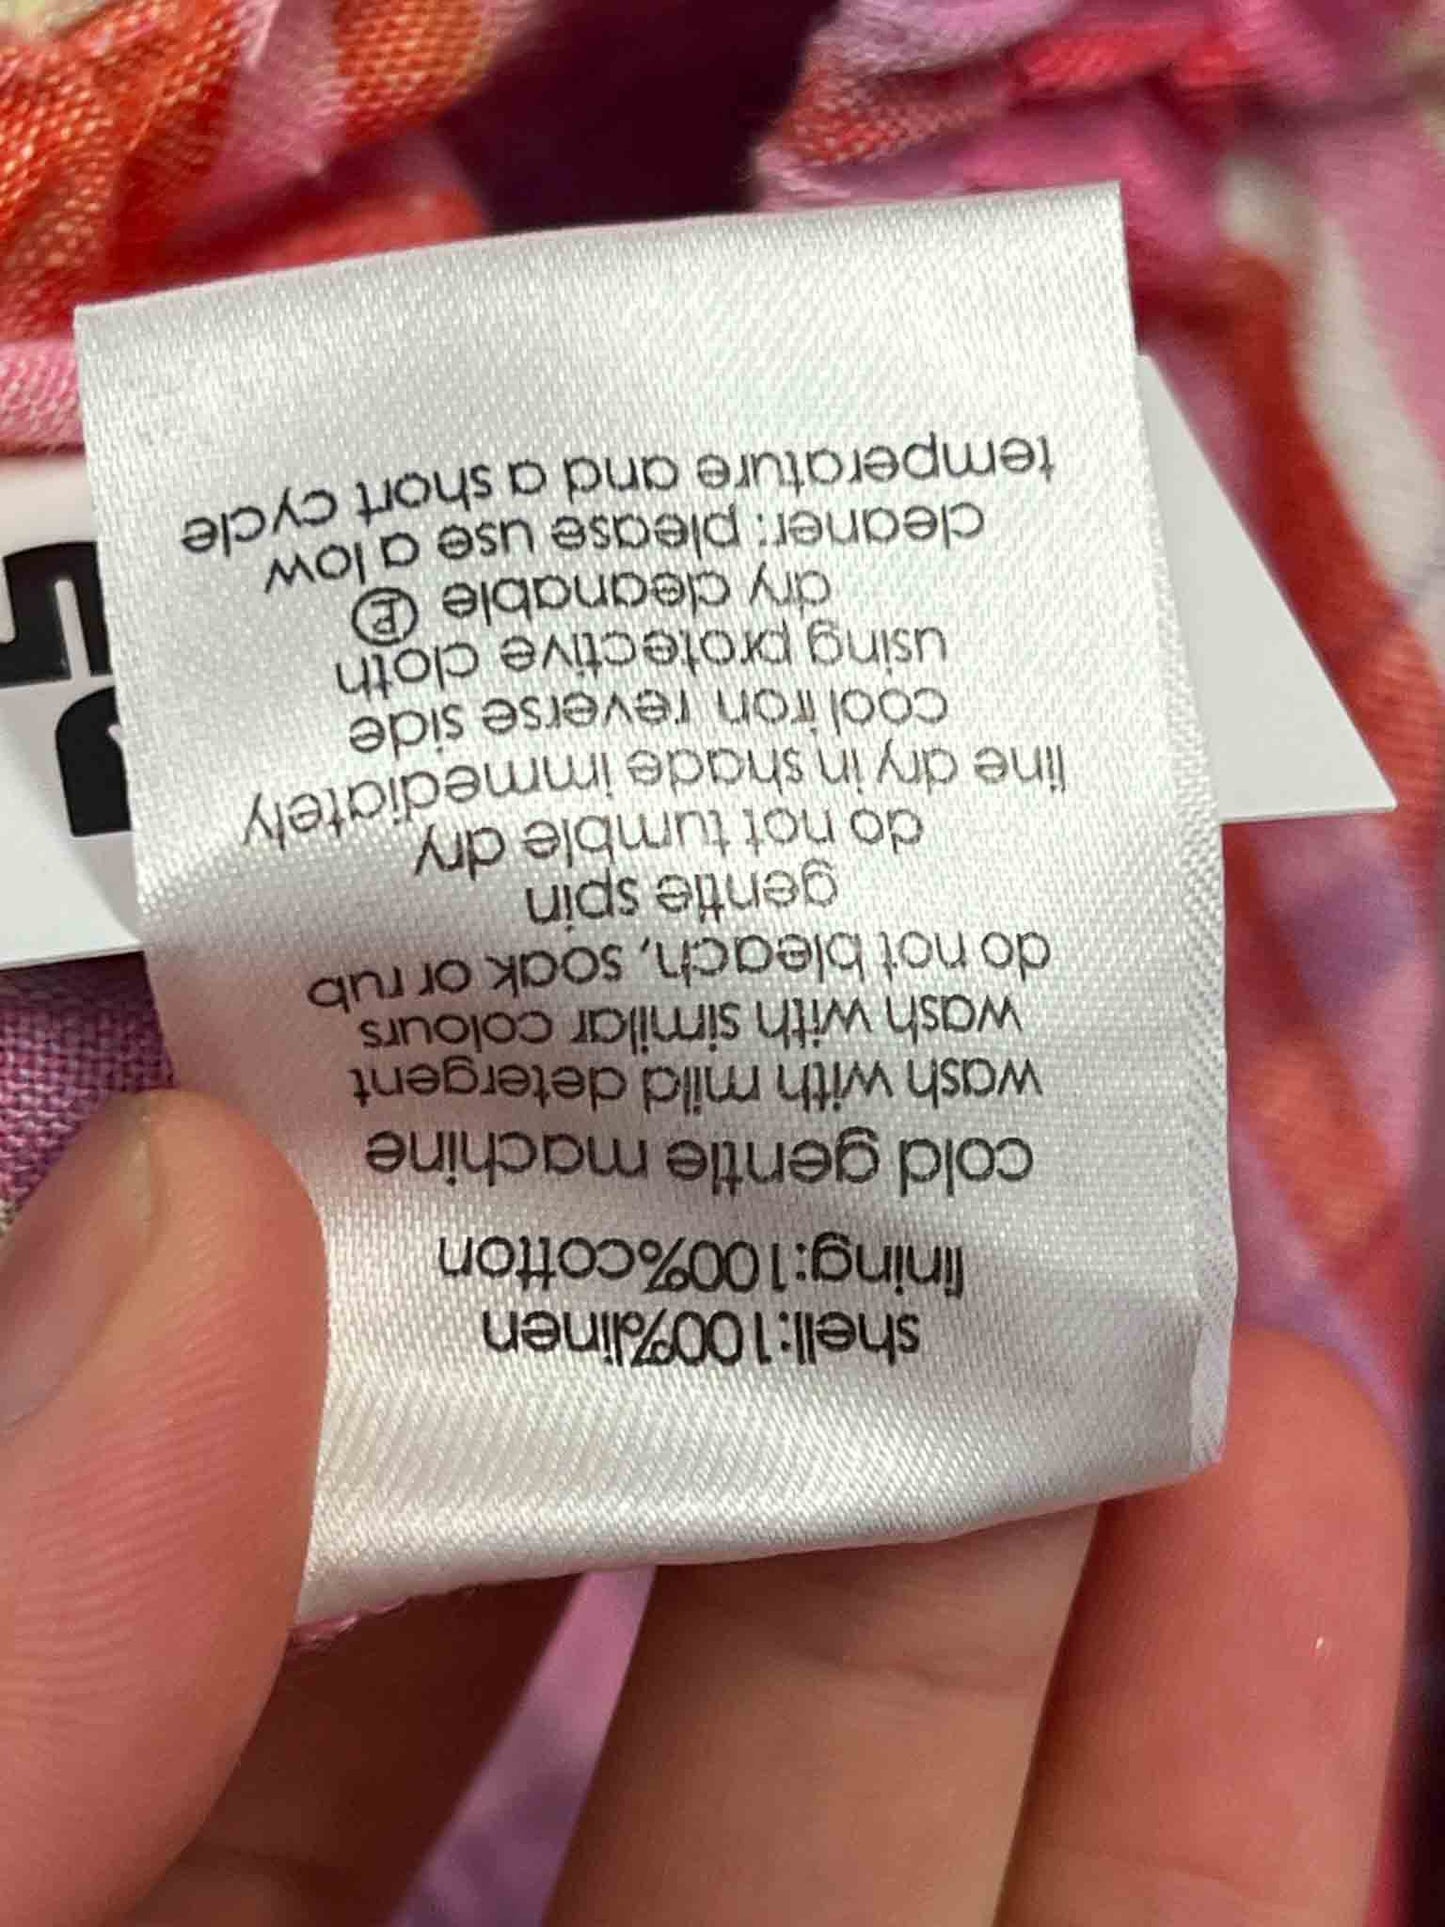 shell:100%linen
lining:100%cotton
cold gentle machine
wash with mild detergent
wash with similar colours
do not bleach, soak or rub
gentle spin
do not tumble dry
line dry in shade immediately
cool iron reverse side
using protective cloth
dry cleanable Ⓟ
cleaner: please use a low
temperature and a short cycle